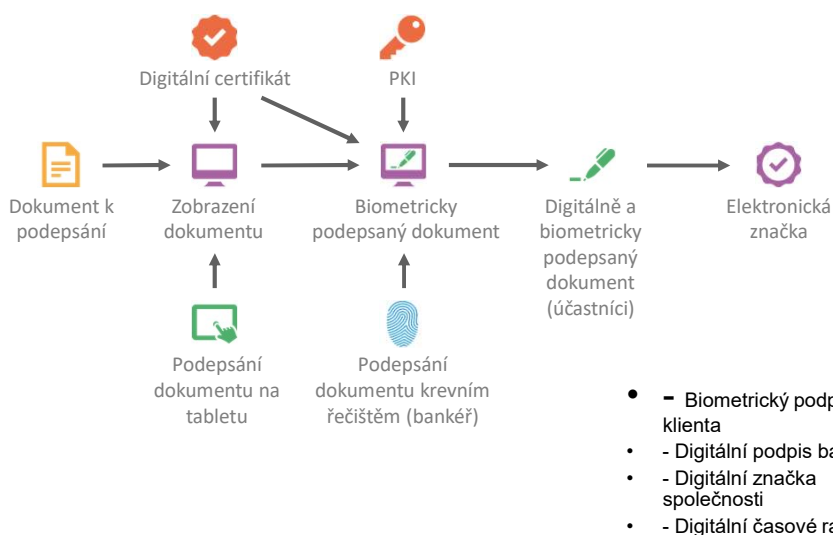 Digitální certifikát
PKI
Dokument k
podepsání
Zobrazení
dokumentu
Biometricky
podepsaný dokument
Digitálně a
biometricky
podepsaný
dokument
(účastníci)
Elektronická
značka
Podepsání
dokumentu na
tabletu
Podepsání
dokumentu krevním
řečištěm (bankéř)
• - Biometrický
klienta
• - Digitální podpis
• - Digitální značka
společnosti
• - Digitální časové